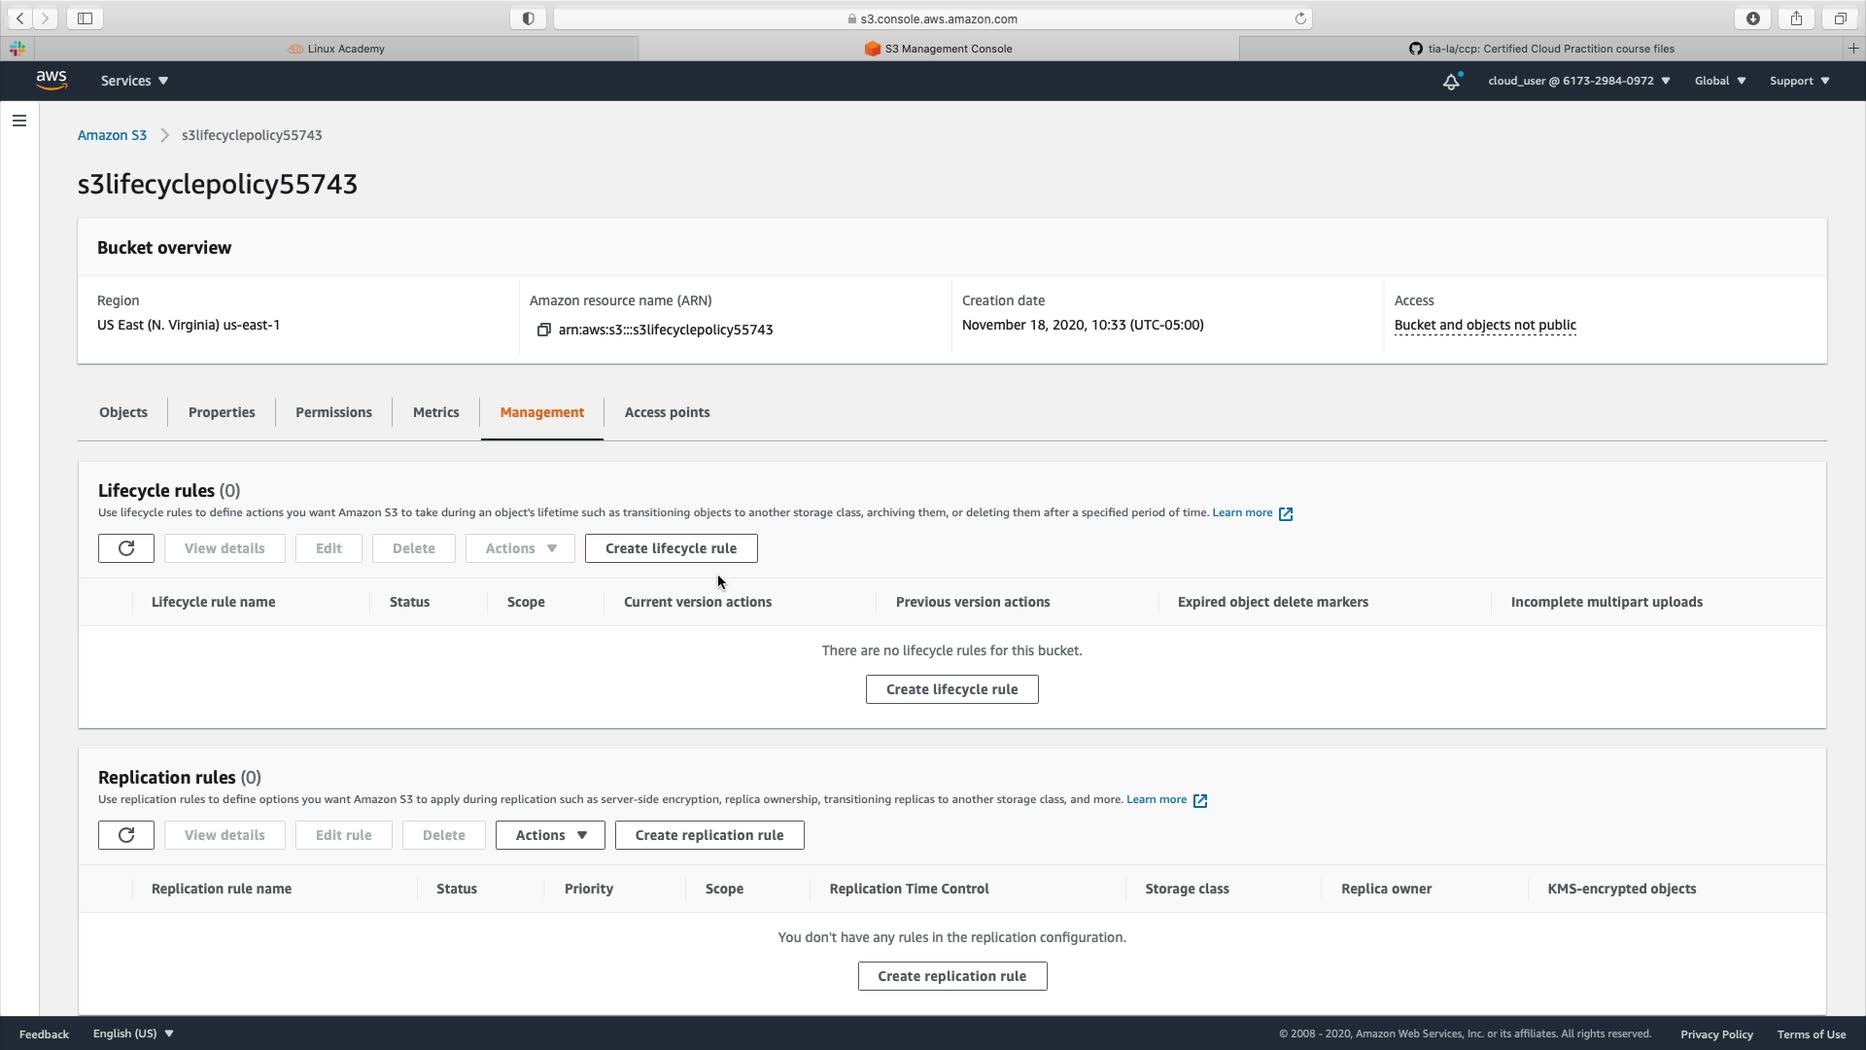 s3.console.aws.amazon.com
Linux Academy
S3 Management Console
tia-la/ccp: Certified Cloud Practition course files
aws
Services
cloud_user @ 6173-2984-0972
Global
Support
Amazon S3
s3lifecyclepolicy55743
s3lifecyclepolicy55743
Bucket overview
Region
Amazon resource name (ARN)
Creation date
Access
US East (N. Virginia) us-east-1
arn:aws:s3:::s3lifecyclepolicy55743
November 18, 2020, 10:33 (UTC-05:00)
Bucket and objects not public
Objects
Properties
Permissions
Metrics
Management
Access points
Lifecycle rules (0)
Use lifecycle rules to define actions you want Amazon S3 to take during an object's lifetime such as transitioning objects to another storage class, archiving them, or deleting them after a specified period of time. Learn more
View details
Edit
Delete
Actions
Create lifecycle rule
Lifecycle rule name
Status
Scope
Current version actions
Previous version actions
Expired object delete markers
Incomplete multipart uploads
There are no lifecycle rules for this bucket.
Create lifecycle rule
Replication rules (0)
Use replication rules to define options you want Amazon S3 to apply during replication such as server-side encryption, replica ownership, transitioning replicas to another storage class, and more. Learn more
View details
Edit rule
Delete
Actions
Create replication rule
Replication rule name
Status
Priority
Scope
Replication Time Control
Storage class
Replica owner
KMS-encrypted objects
You don't have any rules in the replication configuration.
Create replication rule
Feedback
English (US)
© 2008 - 2020, Amazon Web Services, Inc. or its affiliates. All rights reserved.
Privacy Policy
Terms of Use